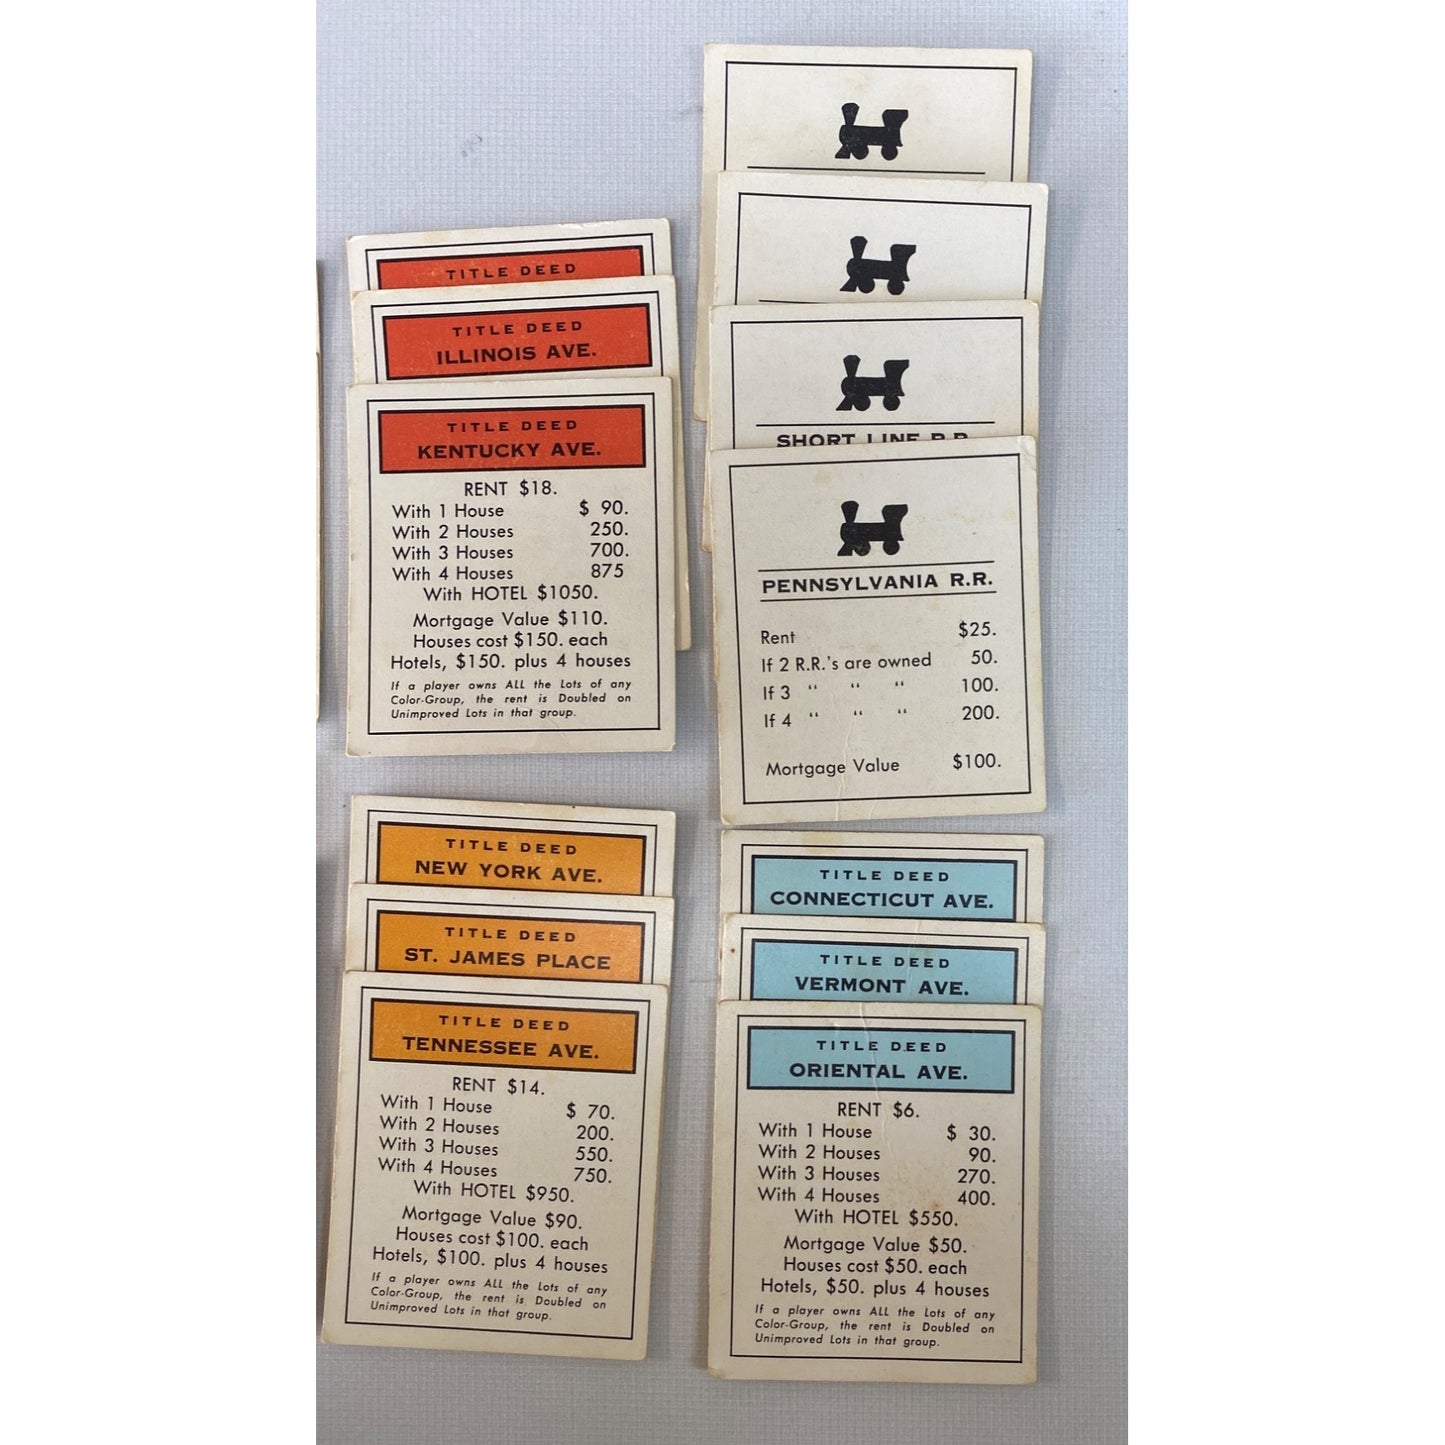 TITLE DEED
TITLE DEED
ILLINOIS AVE.
TITLE DEED
KENTUCKY AVE.
RENT $18.
With 1 House $ 90.
With 2 Houses 250.
With 3 Houses 700.
With 4 Houses 875
With HOTEL $1050.
Mortgage Value $110.
Houses cost $150. each
Hotels, $150. plus 4 houses
If a player owns ALL the Lots of any
Color-Group, the rent is Doubled on
Unimproved Lots in that group.
SHORT LINE R.R.
PENNSYLVANIA R.R.
Rent $25.
If 2 R.R.'s are owned 50.
If 3 " " " 100.
If 4 " " " 200.
Mortgage Value $100.
TITLE DEED
NEW YORK AVE.
TITLE DEED
ST. JAMES PLACE
TITLE DEED
TENNESSEE AVE.
RENT $14.
With 1 House $ 70.
With 2 Houses 200.
With 3 Houses 550.
With 4 Houses 750.
With HOTEL $950.
Mortgage Value $90.
Houses cost $100. each
Hotels, $100. plus 4 houses
If a player owns ALL the Lots of any
Color-Group, the rent is Doubled on
Unimproved Lots in that group.
TITLE DEED
CONNECTICUT AVE.
TITLE DEED
VERMONT AVE.
TITLE DEED
ORIENTAL AVE.
RENT $6.
With 1 House $ 30.
With 2 Houses 90.
With 3 Houses 270.
With 4 Houses 400.
With HOTEL $550.
Mortgage Value $50.
Houses cost $50. each
Hotels, $50. plus 4 houses
If a player owns ALL the Lots of any
Color-Group, the rent is Doubled on
Unimproved Lots in that group.